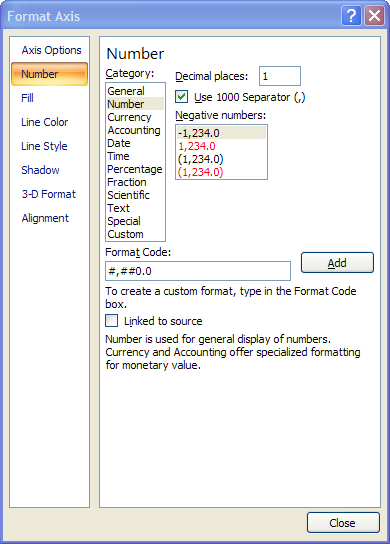 Format Axis
?
Axis Options
Number
Fill
Line Color
Line Style
Shadow
3-D Format
Alignment
Number
Category:
General
Number
Currency
Accounting
Date
Time
Percentage
Fraction
Scientific
Text
Special
Custom
Decimal places: 1
Use 1000 Separator (,)
Negative numbers:
-1,234.0
1,234.0
(1,234.0)
(1,234.0)
Format Code:
#,##0.0
Add
To create a custom format, type in the Format Code
box.
Linked to source
Number is used for general display of numbers.
Currency and Accounting offer specialized formatting
for monetary value.
Close